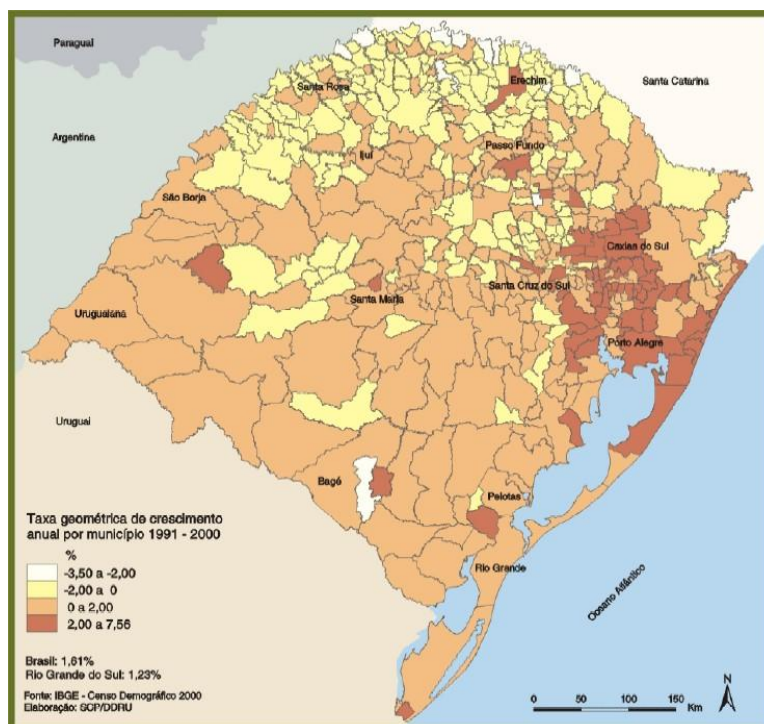 Paraguai
Santa Catarina
Erechim
Santa Rosa
Argentina
Passo Fundo
Ijuí
São Borja
Caxias do Sul
Santa Cruz do Sul
Santa Maria
Uruguaiana
Porto Alegre
Uruguai
Bagé
Pelotas
Rio Grande
Oceano Atlântico
Taxa geométrica de crescimento
anual por município 1991 - 2000
%
-3,50 a -2,00
-2,00 a 0
0 a 2,00
2,00 a 7,56
Brasil: 1,61%
Rio Grande do Sul: 1,23%
Fonte: IBGE - Censo Demográfico 2000
Elaboração: SCP/DDRU
N
0 50 100 150
Km